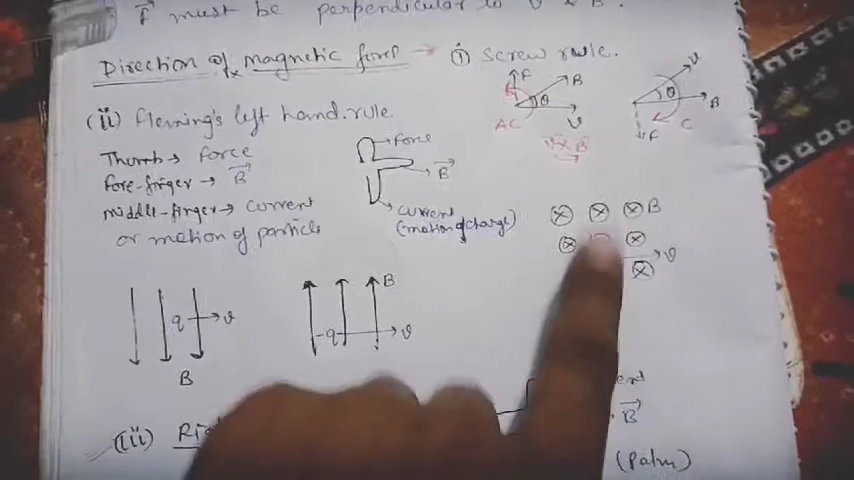 F must be perpendicular to V & B.
Direction of magnetic force → (i) Screw rule.
F B θ V AC V×B
V θ B F C
(ii) Fleming's left hand rule
Thumb → force
fore-finger → B
middle-finger → current
or motion of particle
force
B
current
(motion of charge)
B
v
q v
B
B
q v
(iii)
B
(Palm)